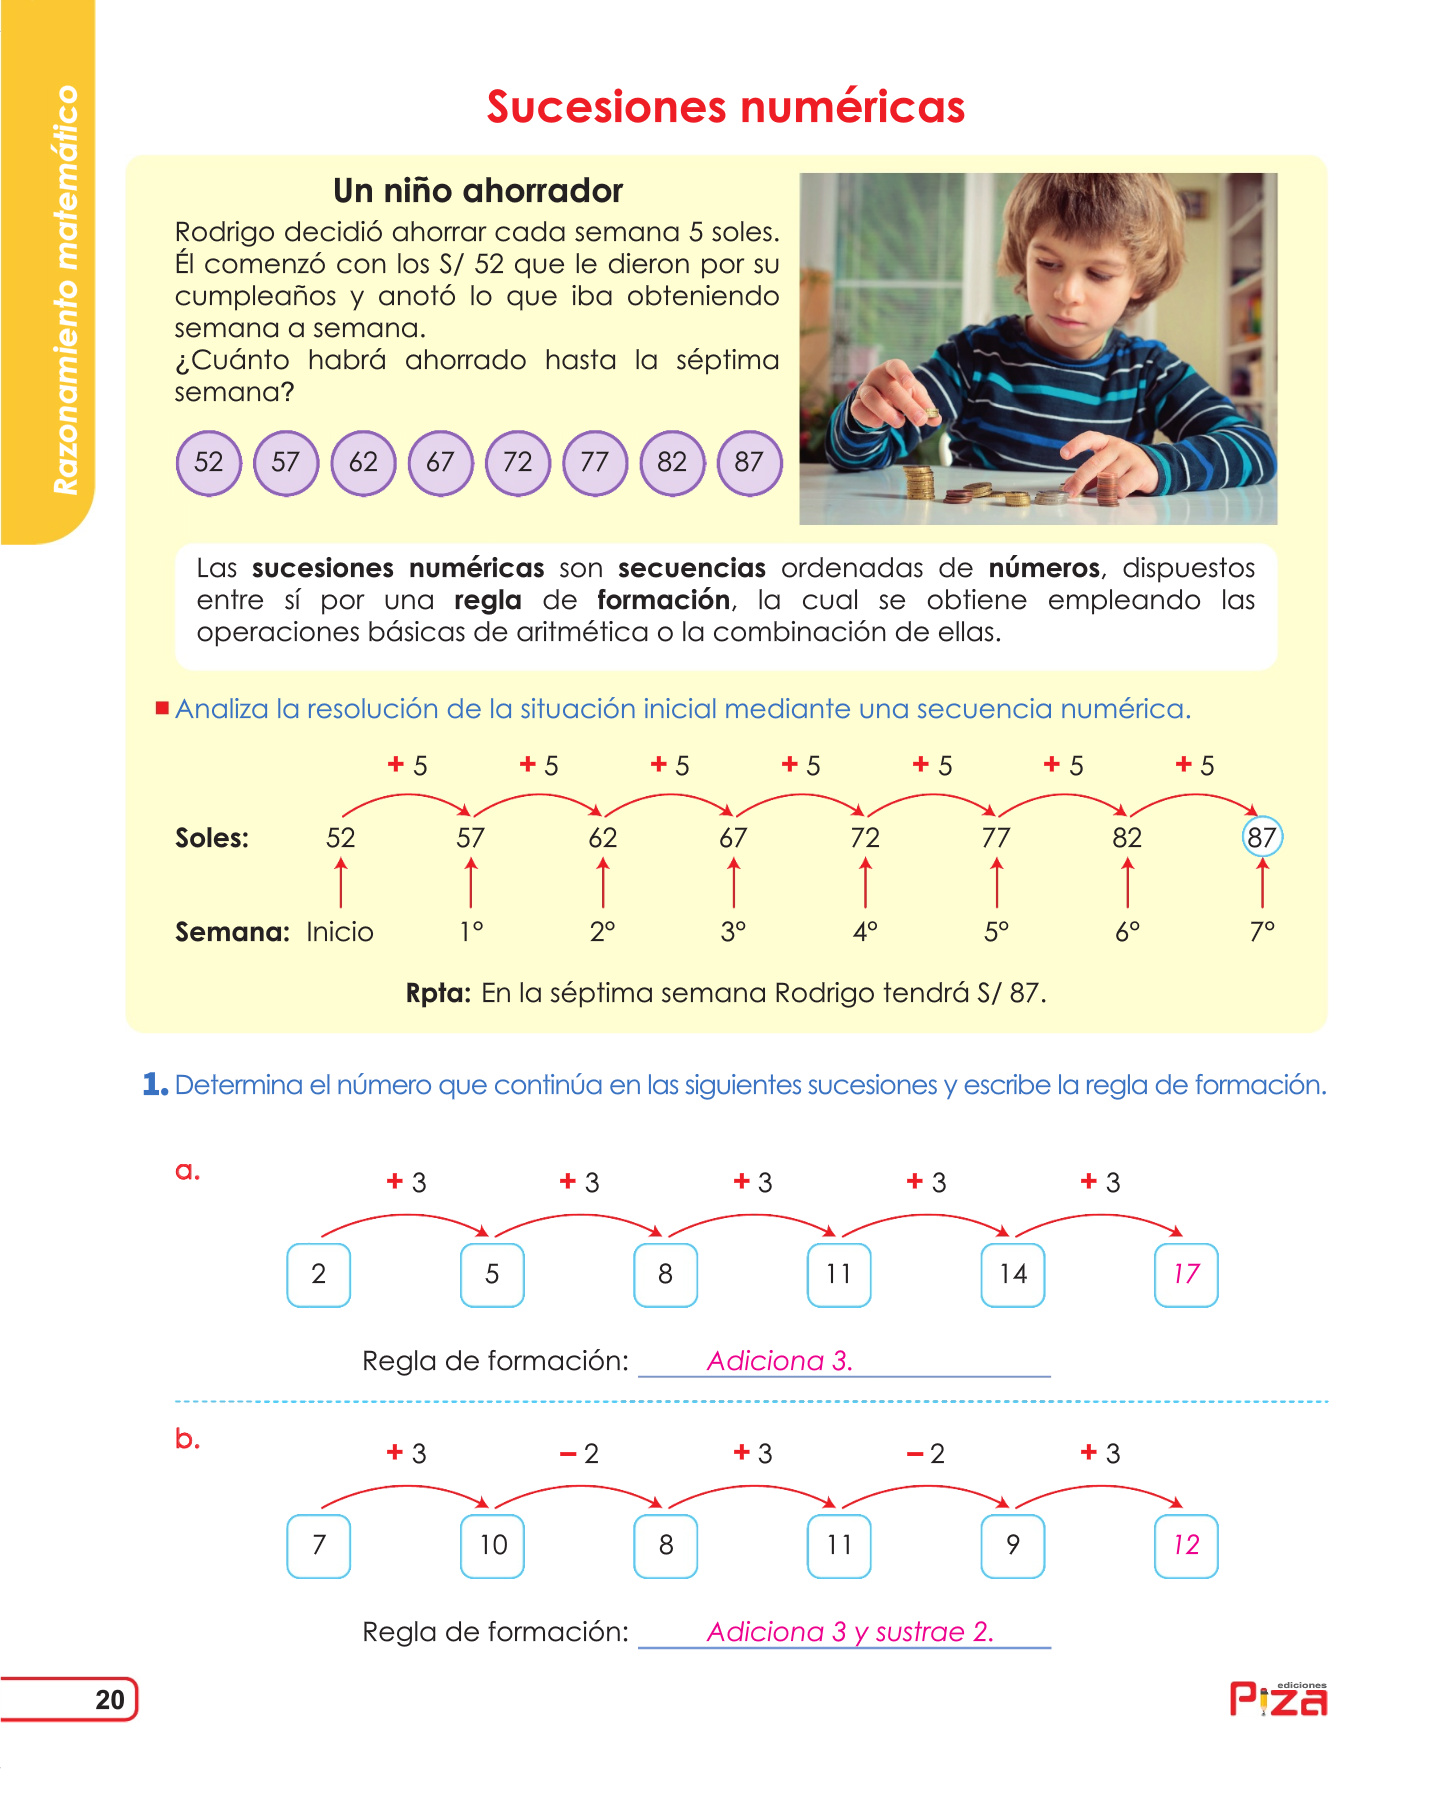 Razonamiento matemático
Sucesiones numéricas
Un niño ahorrador
Rodrigo decidió ahorrar cada semana 5 soles.
Él comenzó con los S/ 52 que le dieron por su
cumpleaños y anotó lo que iba obteniendo
semana a semana.
¿Cuánto habrá ahorrado hasta la séptima
semana?
52 57 62 67 72 77 82 87
Las sucesiones numéricas son secuencias ordenadas de números, dispuestos
entre sí por una regla de formación, la cual se obtiene empleando las
operaciones básicas de aritmética o la combinación de ellas.
Analiza la resolución de la situación inicial mediante una secuencia numérica.
+ 5 + 5 + 5 + 5 + 5 + 5 + 5
Soles: 52 57 62 67 72 77 82 87
Semana: Inicio 1° 2° 3° 4° 5° 6° 7°
Rpta: En la séptima semana Rodrigo tendrá S/ 87.
1. Determina el número que continúa en las siguientes sucesiones y escribe la regla de formación.
a.
+ 3 + 3 + 3 + 3 + 3
2 5 8 11 14 17
Regla de formación: Adiciona 3.
b.
+ 3 – 2 + 3 – 2 + 3
7 10 8 11 9 12
Regla de formación: Adiciona 3 y sustrae 2.
20
ediciones
Piza